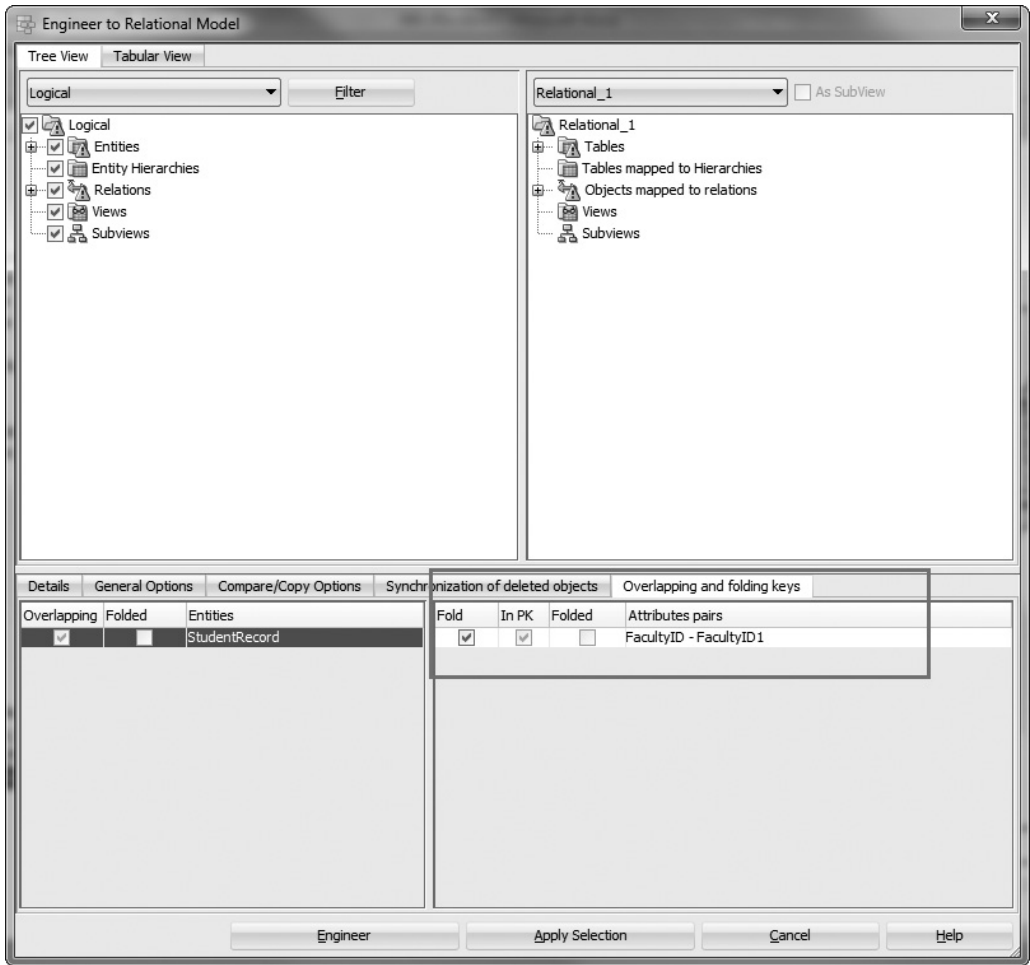 Engineer to Relational Model
X
Tree View Tabular View
Logical Filter
Relational_1 As SubView
Logical
Entities
Entity Hierarchies
Relations
Views
Subviews
Relational_1
Tables
Tables mapped to Hierarchies
Objects mapped to relations
Views
Subviews
Details General Options Compare/Copy Options Synchronization of deleted objects Overlapping and folding keys
Overlapping Folded Entities
StudentRecord
Fold In PK Folded Attributes pairs
FacultyID - FacultyID1
Engineer Apply Selection Cancel Help